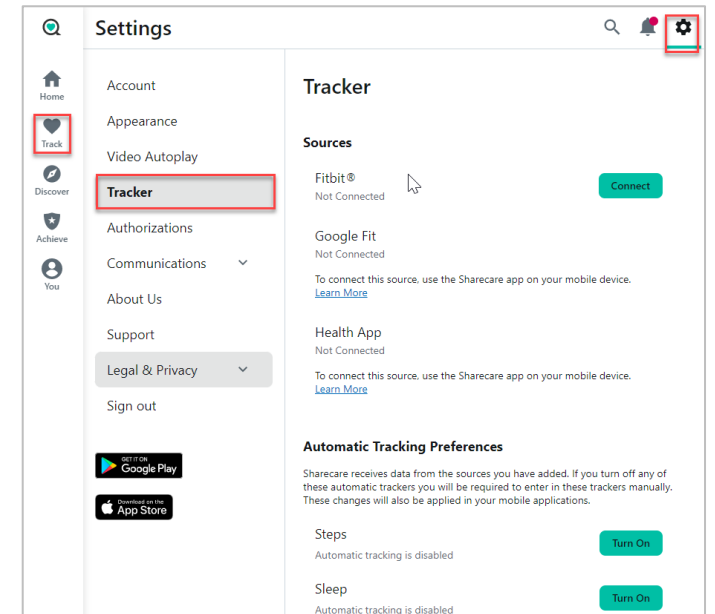 Settings
Home
Track
Discover
Achieve
You
Account
Appearance
Video Autoplay
Tracker
Authorizations
Communications
About Us
Support
Legal & Privacy
Sign out
GET IT ON
Google Play
Download on the
App Store
Tracker
Sources
Fitbit®
Not Connected
Connect
Google Fit
Not Connected
To connect this source, use the Sharecare app on your mobile device.
Learn More
Health App
Not Connected
To connect this source, use the Sharecare app on your mobile device.
Learn More
Automatic Tracking Preferences
Sharecare receives data from the sources you have added. If you turn off any of
these automatic trackers you will be required to enter in these trackers manually.
These changes will also be applied in your mobile applications.
Steps
Automatic tracking is disabled
Turn On
Sleep
Automatic tracking is disabled
Turn On